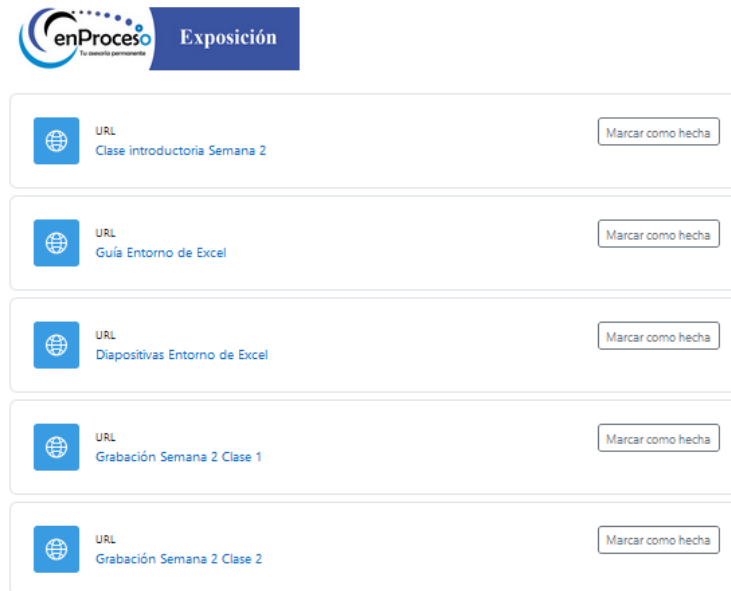 enProceso
Tu asesoría permanente
Exposición
URL
Clase introductoria Semana 2
Marcar como hecha
URL
Guía Entorno de Excel
Marcar como hecha
URL
Diapositivas Entorno de Excel
Marcar como hecha
URL
Grabación Semana 2 Clase 1
Marcar como hecha
URL
Grabación Semana 2 Clase 2
Marcar como hecha